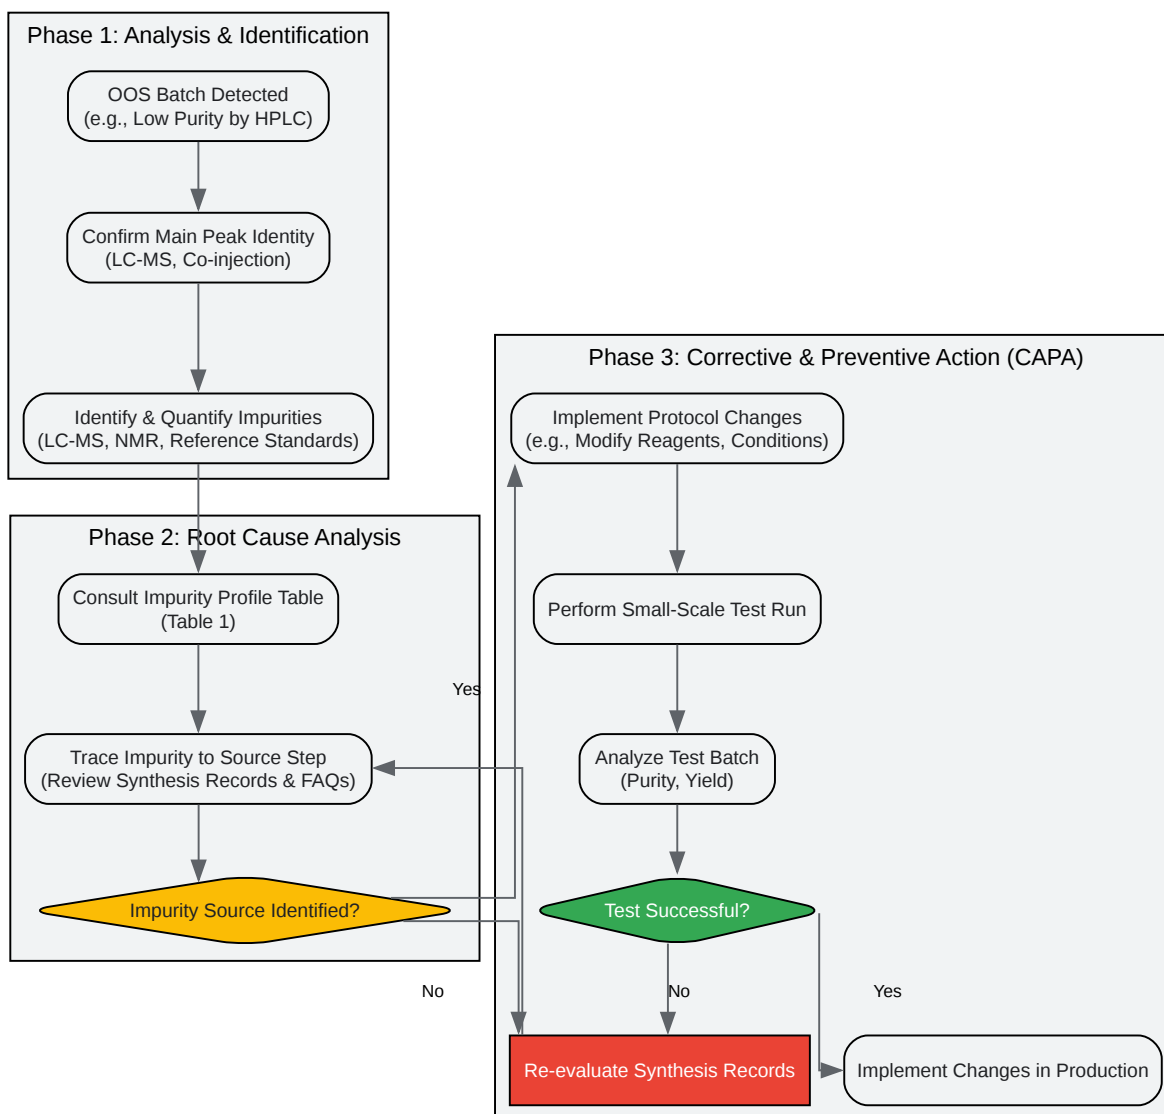 Phase 1: Analysis & Identification
OOS Batch Detected
(e.g., Low Purity by HPLC)
Confirm Main Peak Identity
(LC-MS, Co-injection)
Identify & Quantify Impurities
(LC-MS, NMR, Reference Standards)
Phase 2: Root Cause Analysis
Consult Impurity Profile Table
(Table 1)
Yes
Trace Impurity to Source Step
(Review Synthesis Records & FAQs)
Impurity Source Identified?
No
Phase 3: Corrective & Preventive Action (CAPA)
Implement Protocol Changes
(e.g., Modify Reagents, Conditions)
Perform Small-Scale Test Run
Analyze Test Batch
(Purity, Yield)
Test Successful?
No
Yes
Re-evaluate Synthesis Records
Implement Changes in Production